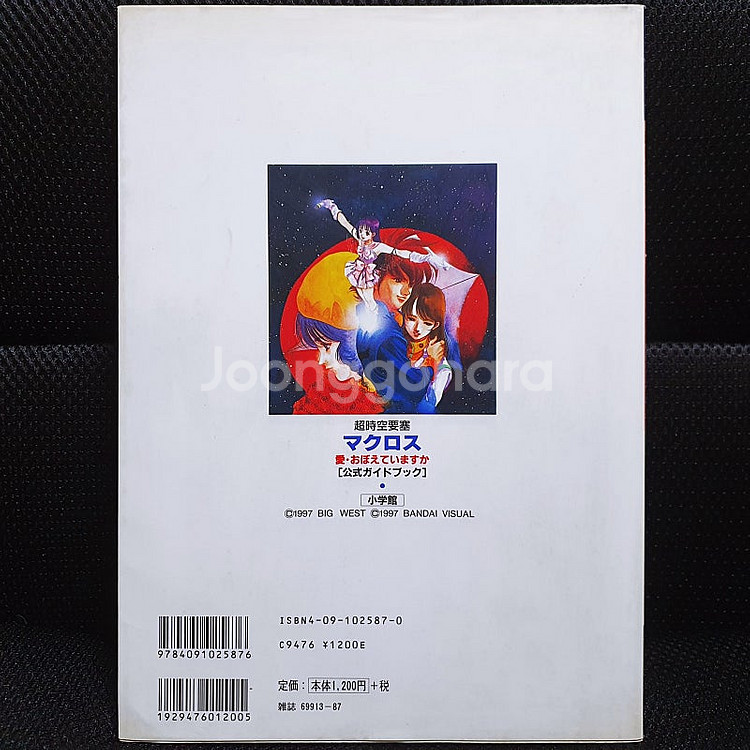 Joonggonara
超時空要塞
マクロス
愛・おぼえていますか
[公式ガイドブック]
小学館
©1997 BIG WEST ©1997 BANDAI VISUAL
ISBN4-09-102587-0
C9476 ¥1200E
9784091025876
定価：本体1,200円+税
雑誌 69913-87
1929476012005